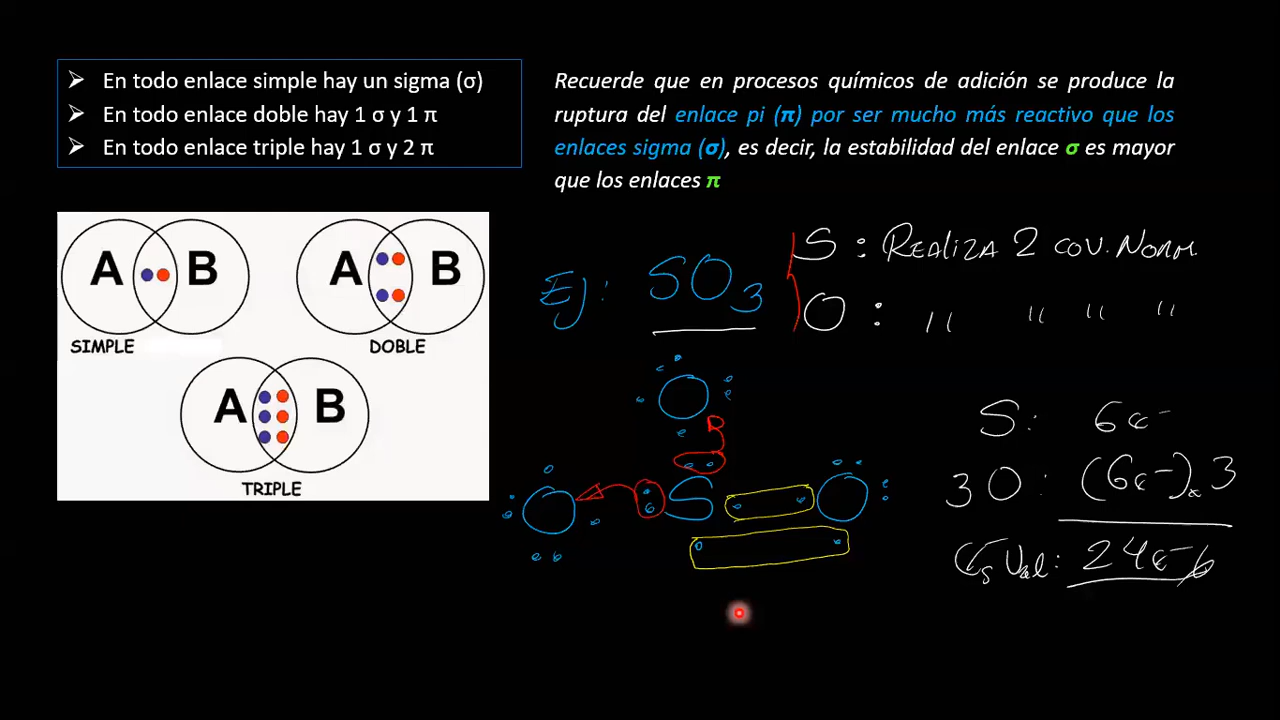 ➢ En todo enlace simple hay un sigma (σ)
➢ En todo enlace doble hay 1 σ y 1 π
➢ En todo enlace triple hay 1 σ y 2 π
Recuerde que en procesos químicos de adición se produce la
ruptura del enlace pi (π) por ser mucho más reactivo que los
enlaces sigma (σ), es decir, la estabilidad del enlace σ es mayor
que los enlaces π
A B
SIMPLE
A B
DOBLE
A B
TRIPLE
Ej: SO3
S: REALIZA 2 COV. NORM.
O: " " " "
O
O S O
S: 6e-
3O: (6e-)x3
es Val: 24e-